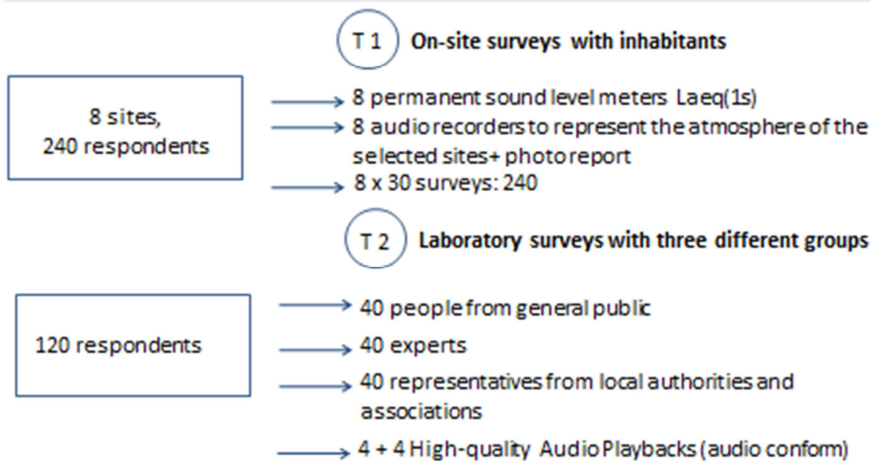 T 1 On-site surveys with inhabitants
8 sites,
240 respondents
8 permanent sound level meters Laeq(1s)
8 audio recorders to represent the atmosphere of the
selected sites+ photo report
8 x 30 surveys: 240
T 2 Laboratory surveys with three different groups
120 respondents
40 people from general public
40 experts
40 representatives from local authorities and
associations
4 + 4 High-quality Audio Playbacks (audio conform)